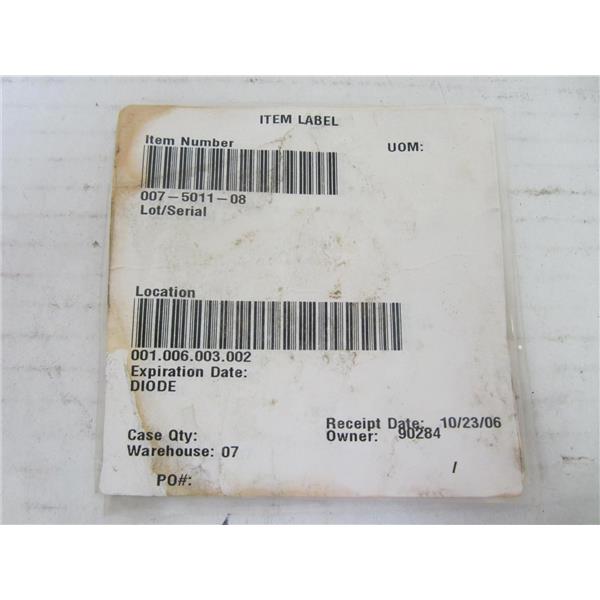 ITEM LABEL
Item Number UOM:
007-5011-08
Lot/Serial
Location
001.006.003.002
Expiration Date:
DIODE
Receipt Date: 10/23/06
Case Qty: Owner: 90284
Warehouse: 07
/
PO#: